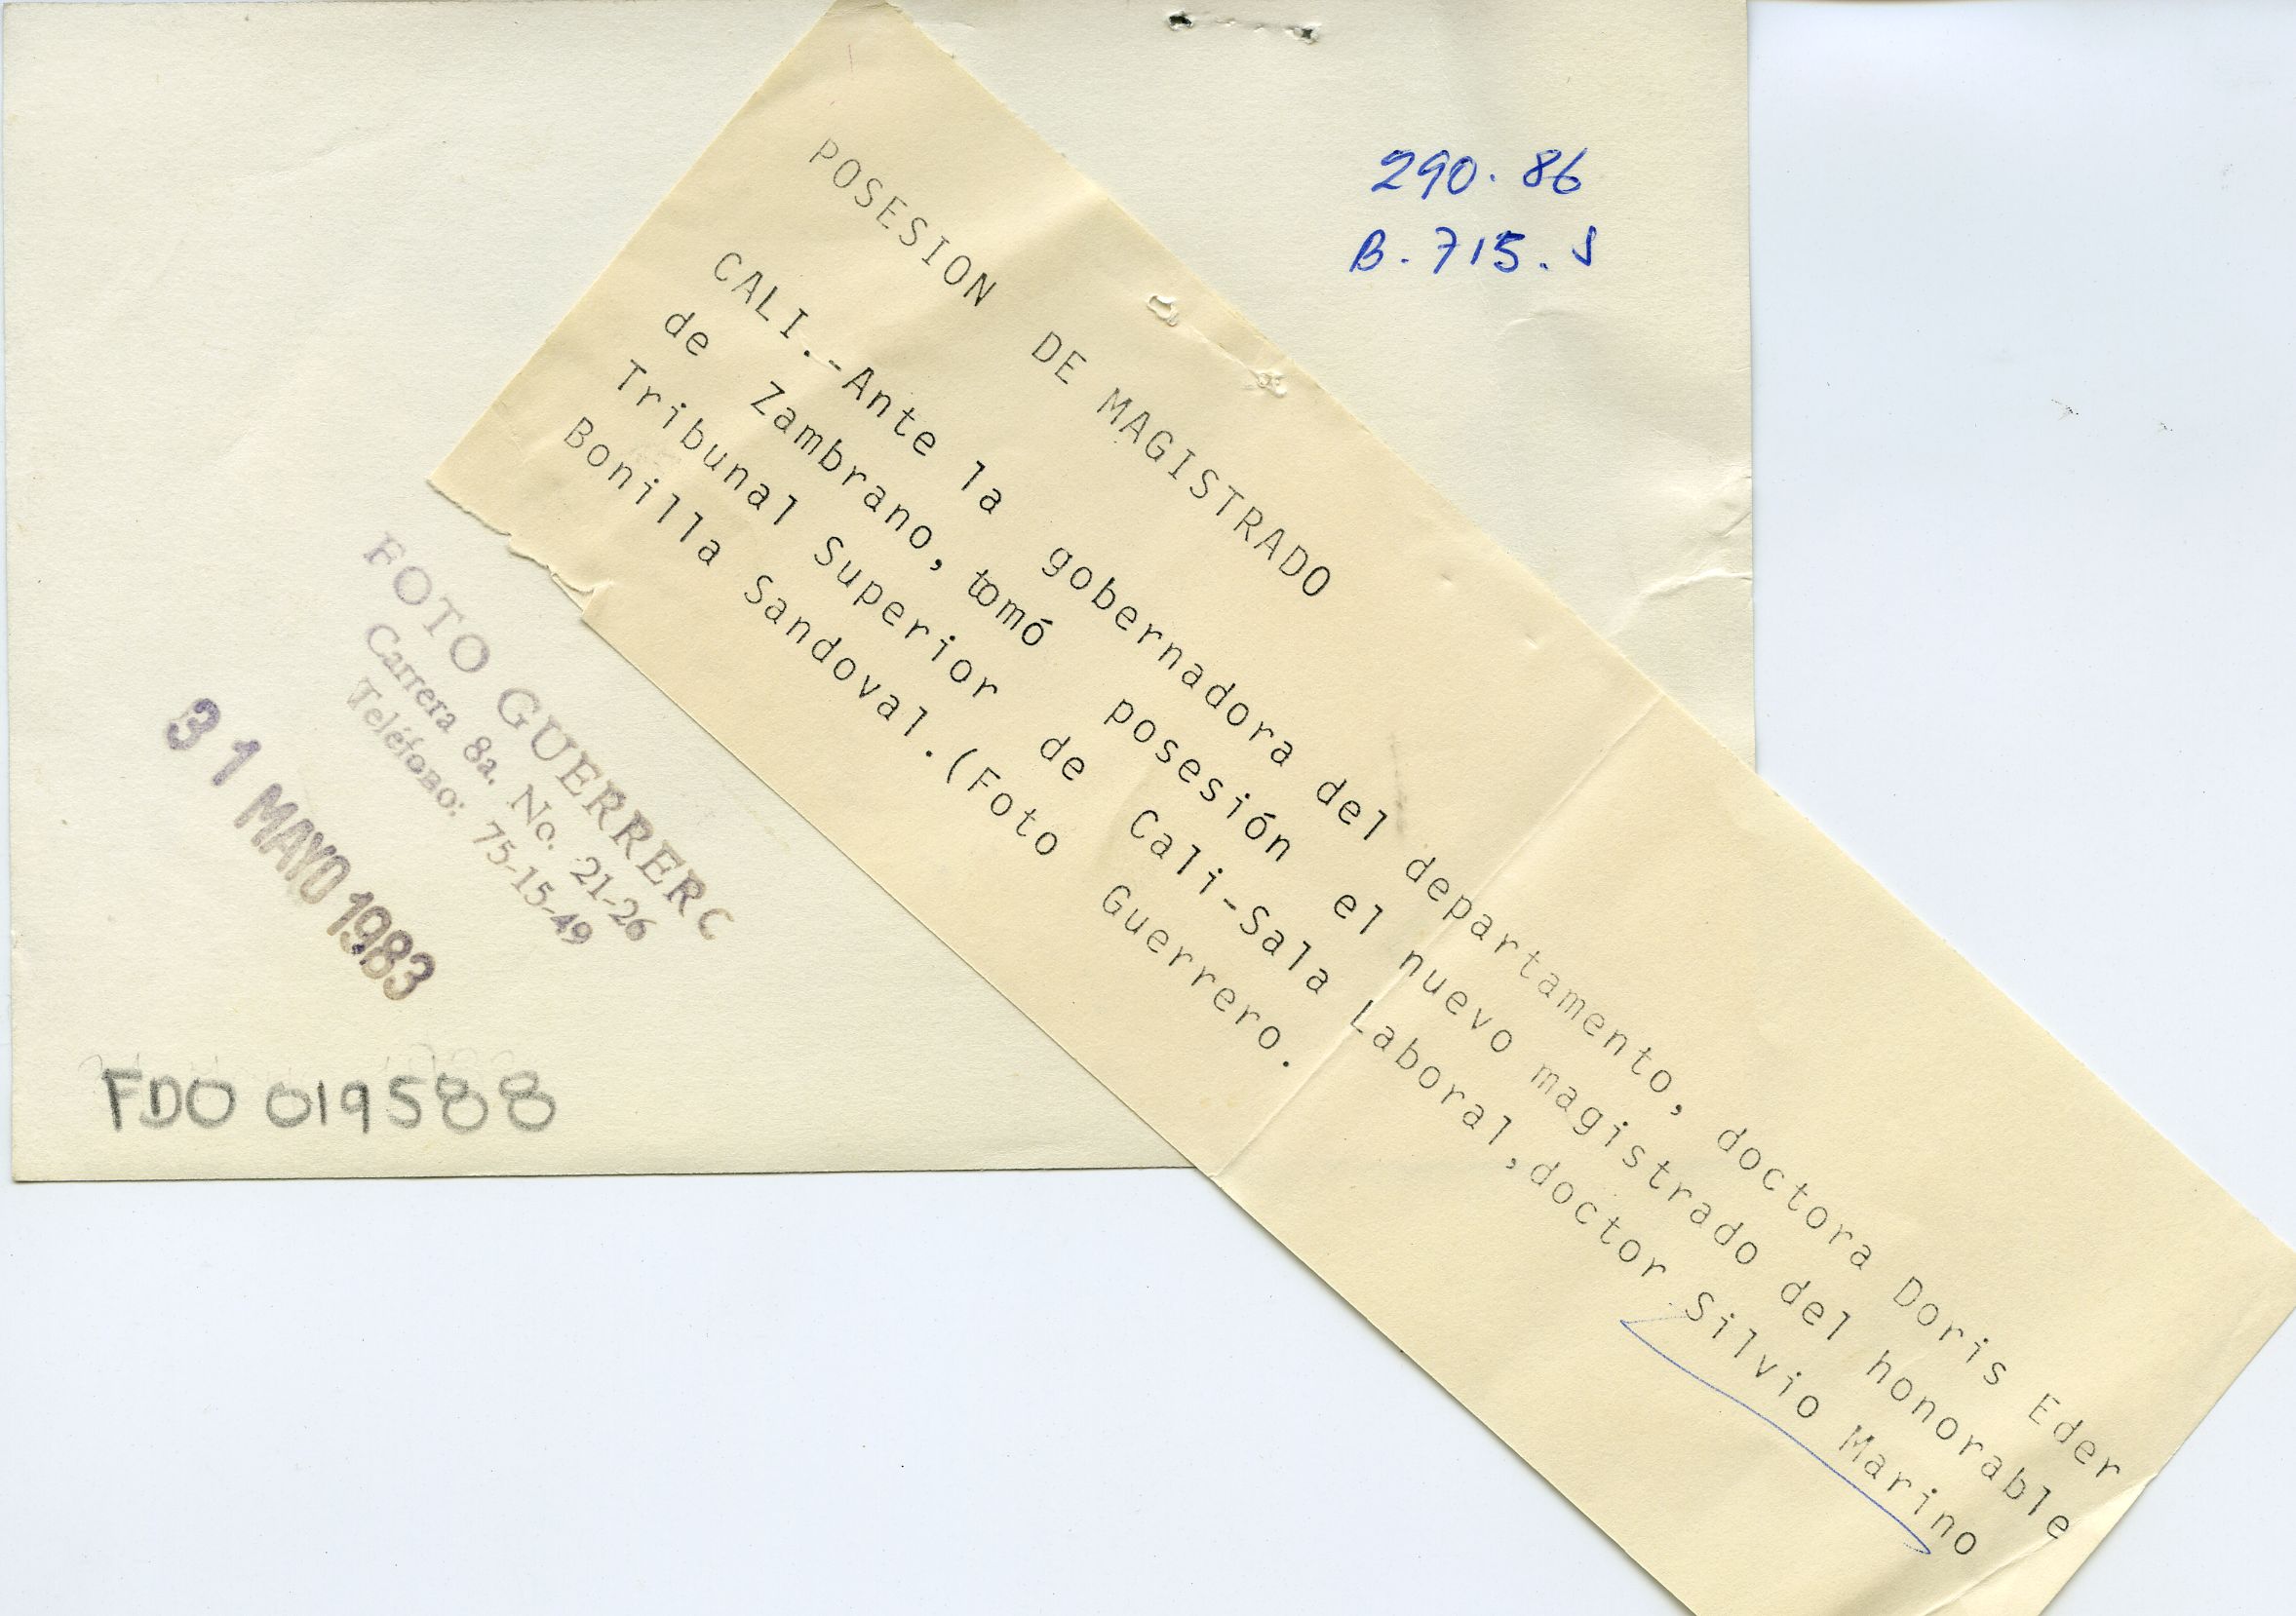 290. 86
B. 715. S
POSESION DE MAGISTRADO
CALI.-Ante la gobernadora del departamento, doctora Doris Eder
de Zambrano, tomó posesión el nuevo magistrado del honorable
Tribunal Superior de Cali-Sala Laboral,doctor Silvio Marino
Bonilla Sandoval.(Foto Guerrero.
FOTO GUERRERO
Carrera 8a. No. 21-26
Teléfono: 75-15-49
31 MAYO 1983
FDO 019588